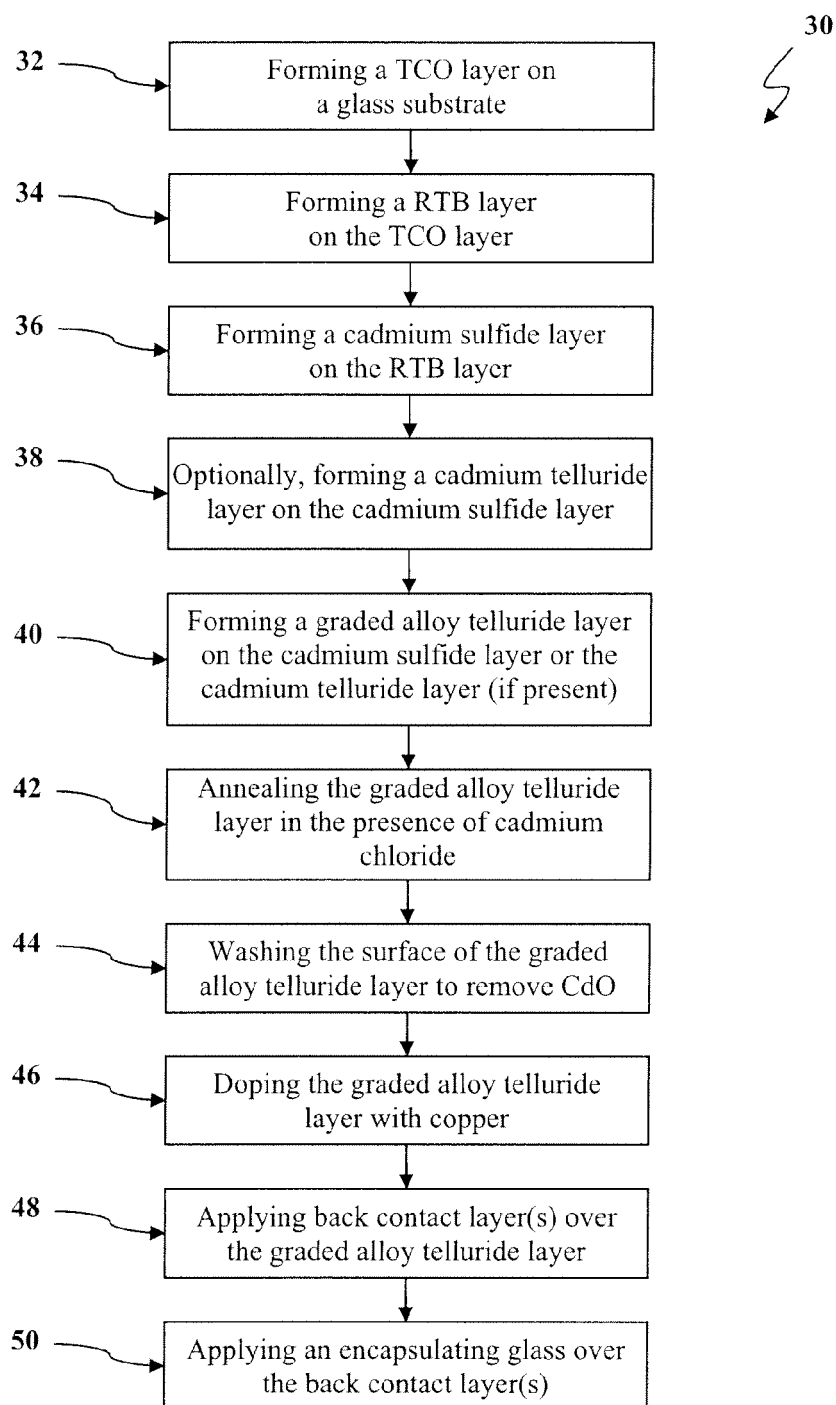 30
32
Forming a TCO layer on
a glass substrate
34
Forming a RTB layer
on the TCO layer
36
Forming a cadmium sulfide layer
on the RTB layer
38
Optionally, forming a cadmium telluride
layer on the cadmium sulfide layer
40
Forming a graded alloy telluride layer
on the cadmium sulfide layer or the
cadmium telluride layer (if present)
42
Annealing the graded alloy telluride
layer in the presence of cadmium
chloride
44
Washing the surface of the graded
alloy telluride layer to remove CdO
46
Doping the graded alloy telluride
layer with copper
48
Applying back contact layer(s) over
the graded alloy telluride layer
50
Applying an encapsulating glass over
the back contact layer(s)